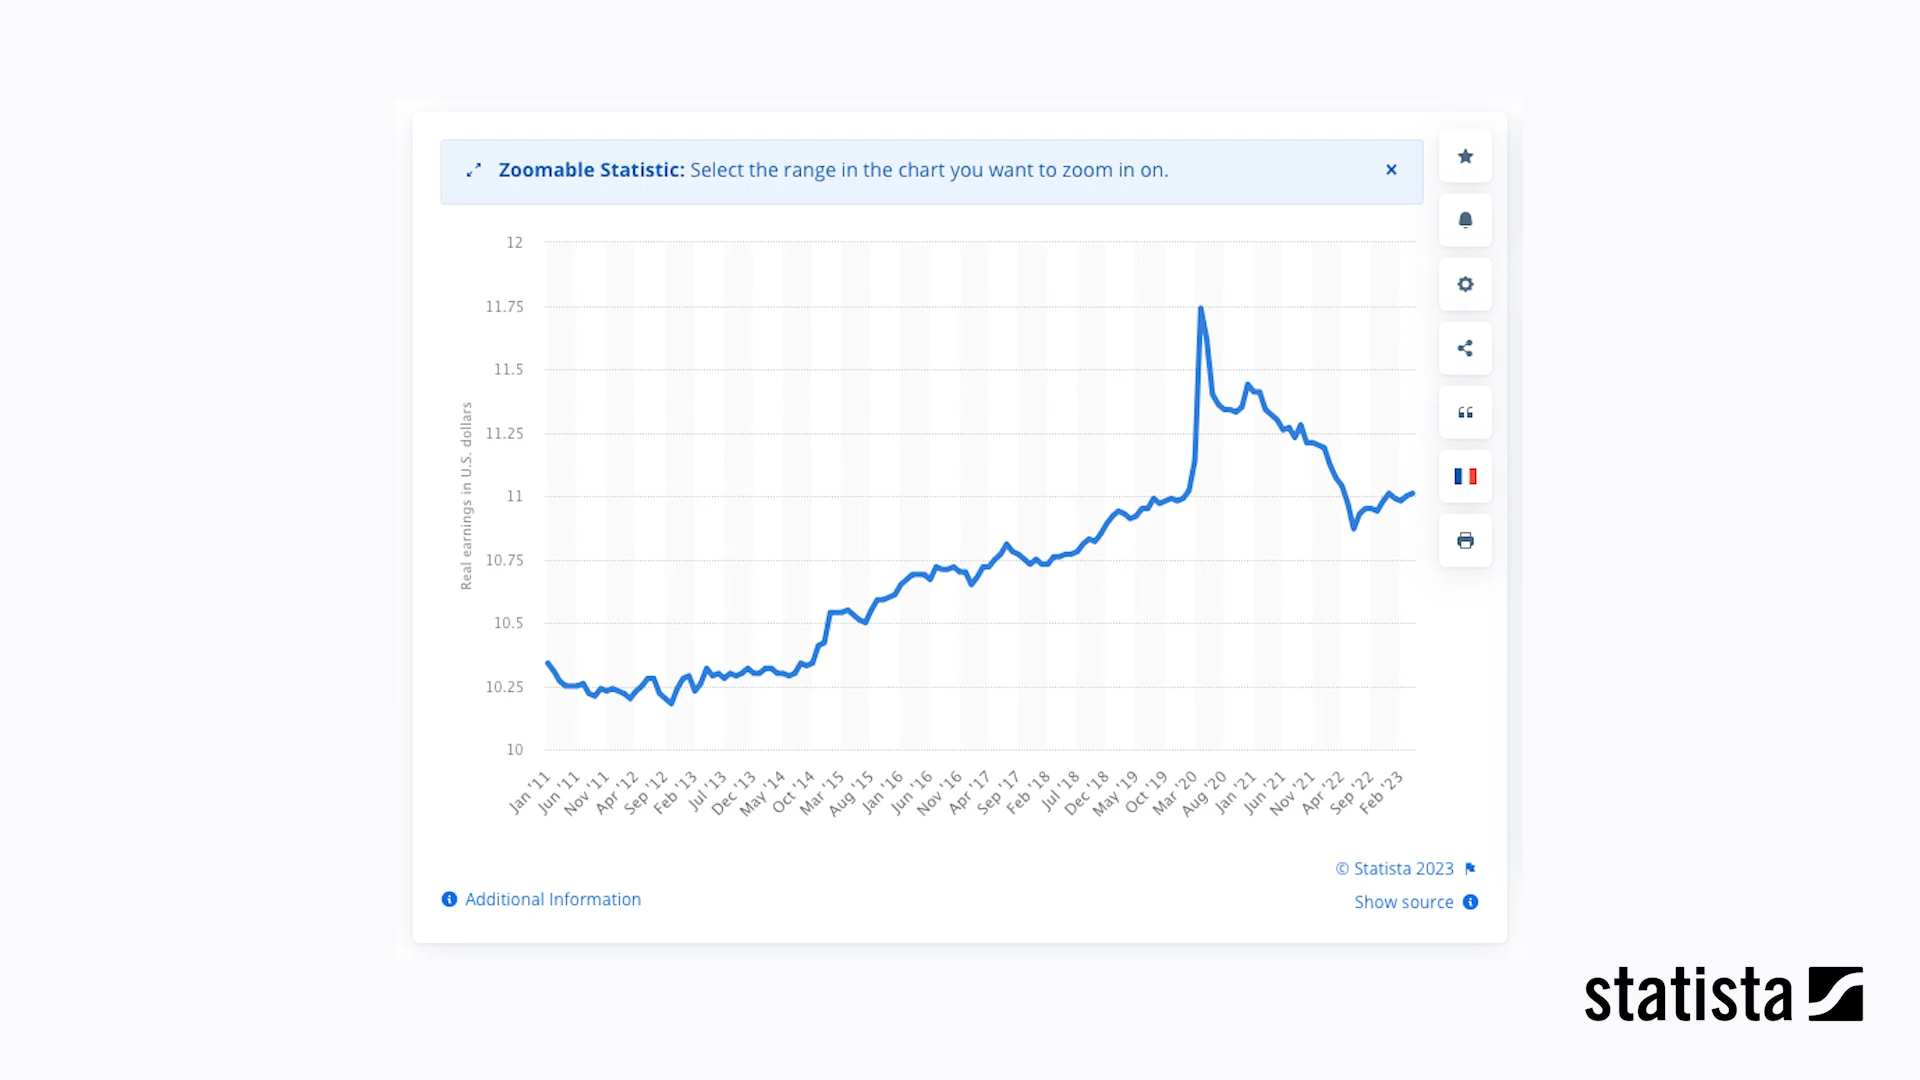 Zoomable Statistic: Select the range in the chart you want to zoom in on.
12
11.75
11.5
11.25
11
10.75
10.5
10.25
10
Real earnings in U.S. dollars
Jan '11
Jun '11
Nov '11
Apr '12
Sep '12
Feb '13
Jul '13
Dec '13
May '14
Oct '14
Mar '15
Aug '15
Jan '16
Jun '16
Nov '16
Apr '17
Sep '17
Feb '18
Jul '18
Dec '18
May '19
Oct '19
Mar '20
Aug '20
Jan '21
Jun '21
Nov '21
Apr '22
Sep '22
Feb '23
© Statista 2023
Additional Information
Show source
statista